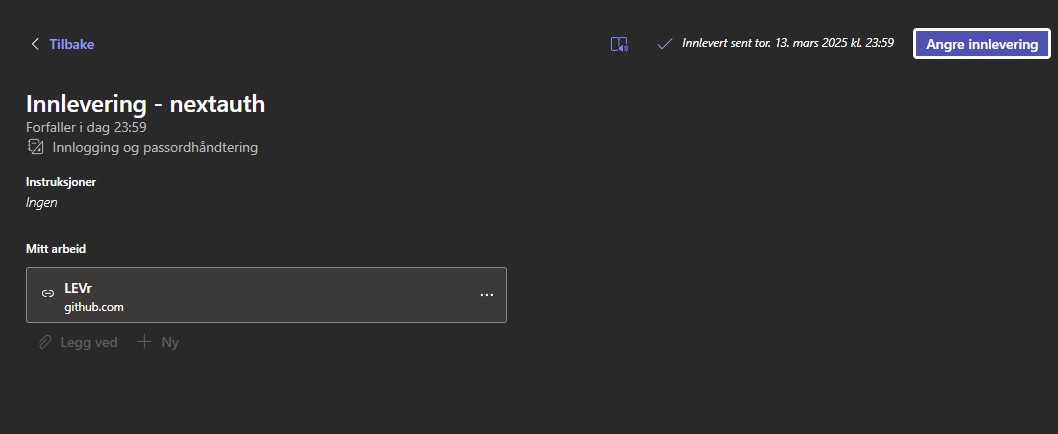 Tilbake
Innlevert sent tor. 13. mars 2025 kl. 23:59
Angre innlevering
Innlevering - nextauth
Forfaller i dag 23:59
Innlogging og passordhåndtering
Instruksjoner
Ingen
Mitt arbeid
LEVr
github.com
Legg ved
Ny